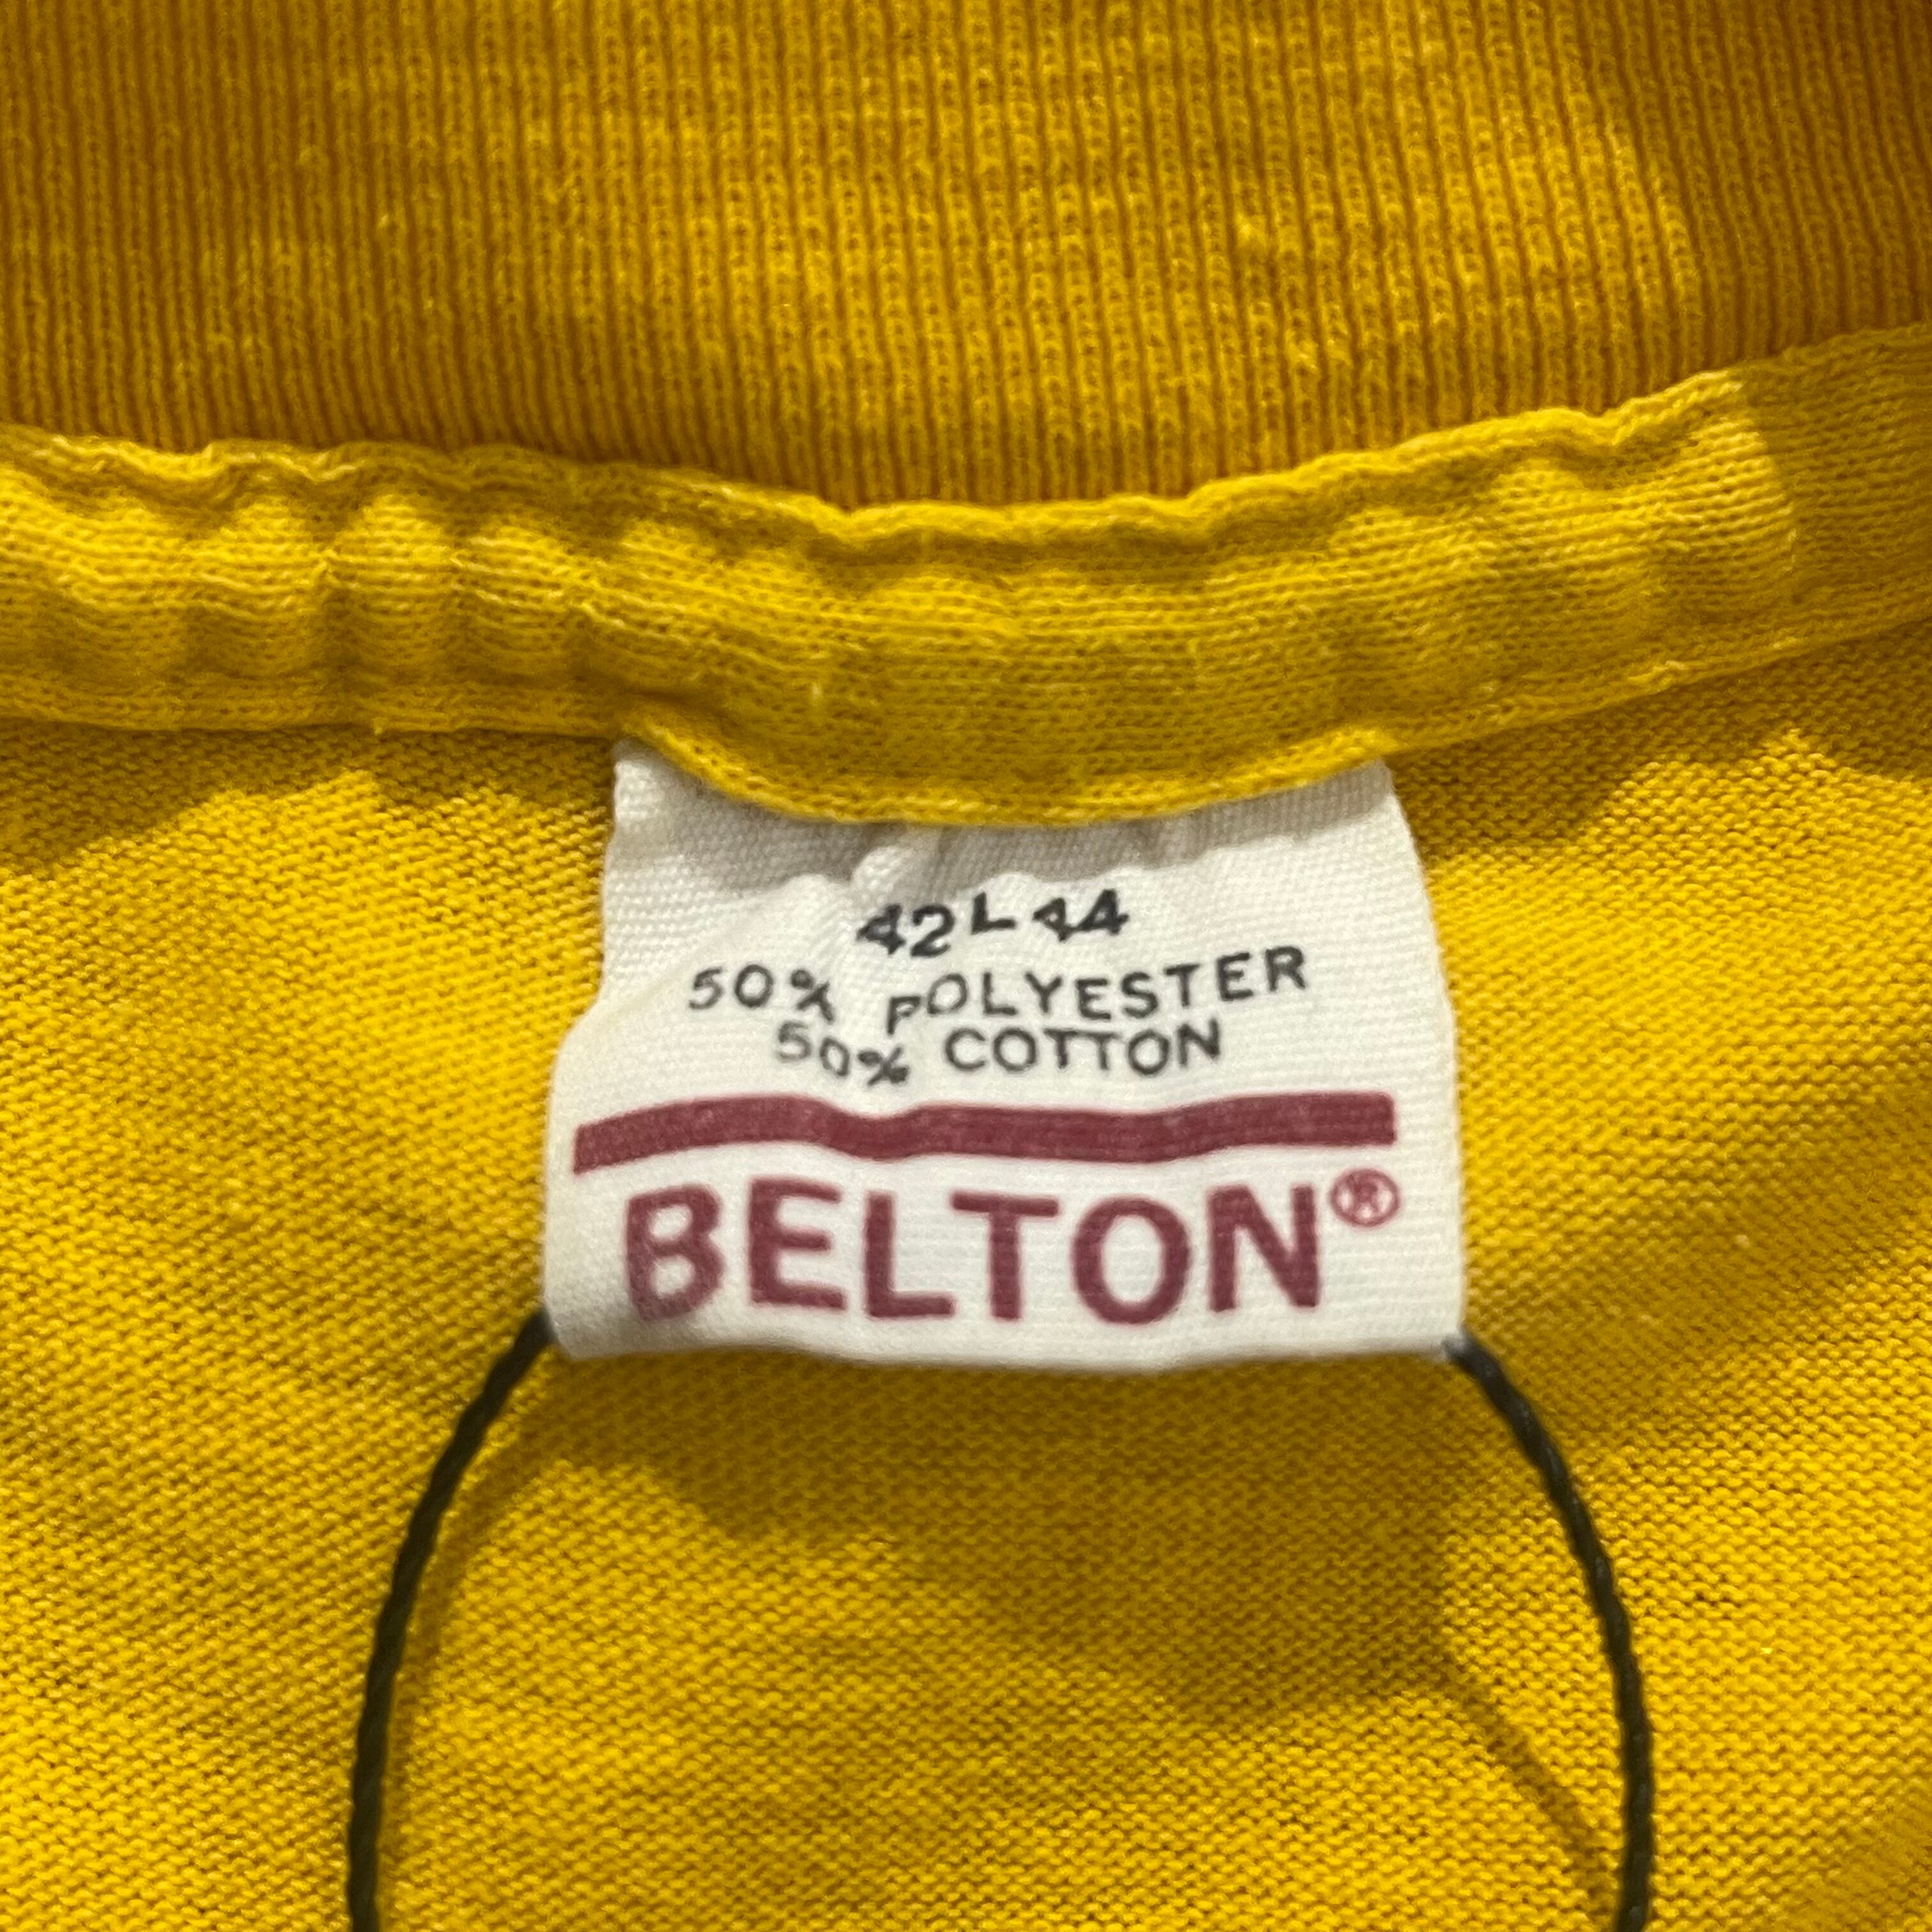 42-L-44
50% POLYESTER
50% COTTON
BELTON®